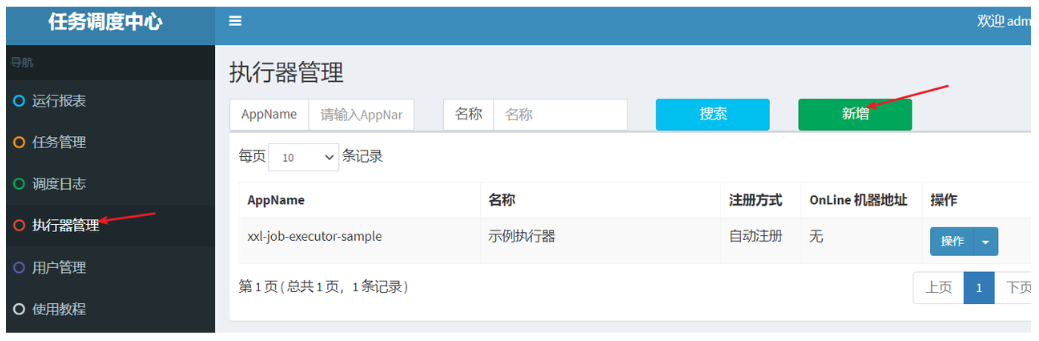 任务调度中心
欢迎 adm
导航
运行报表
任务管理
调度日志
执行器管理
用户管理
使用教程
执行器管理
AppName 请输入AppNar 名称 名称 搜索 新增
每页 10 条记录
AppName 名称 注册方式 OnLine 机器地址 操作
xxl-job-executor-sample 示例执行器 自动注册 无 操作
第 1 页 ( 总共 1 页，1 条记录 ) 上页 1 下页